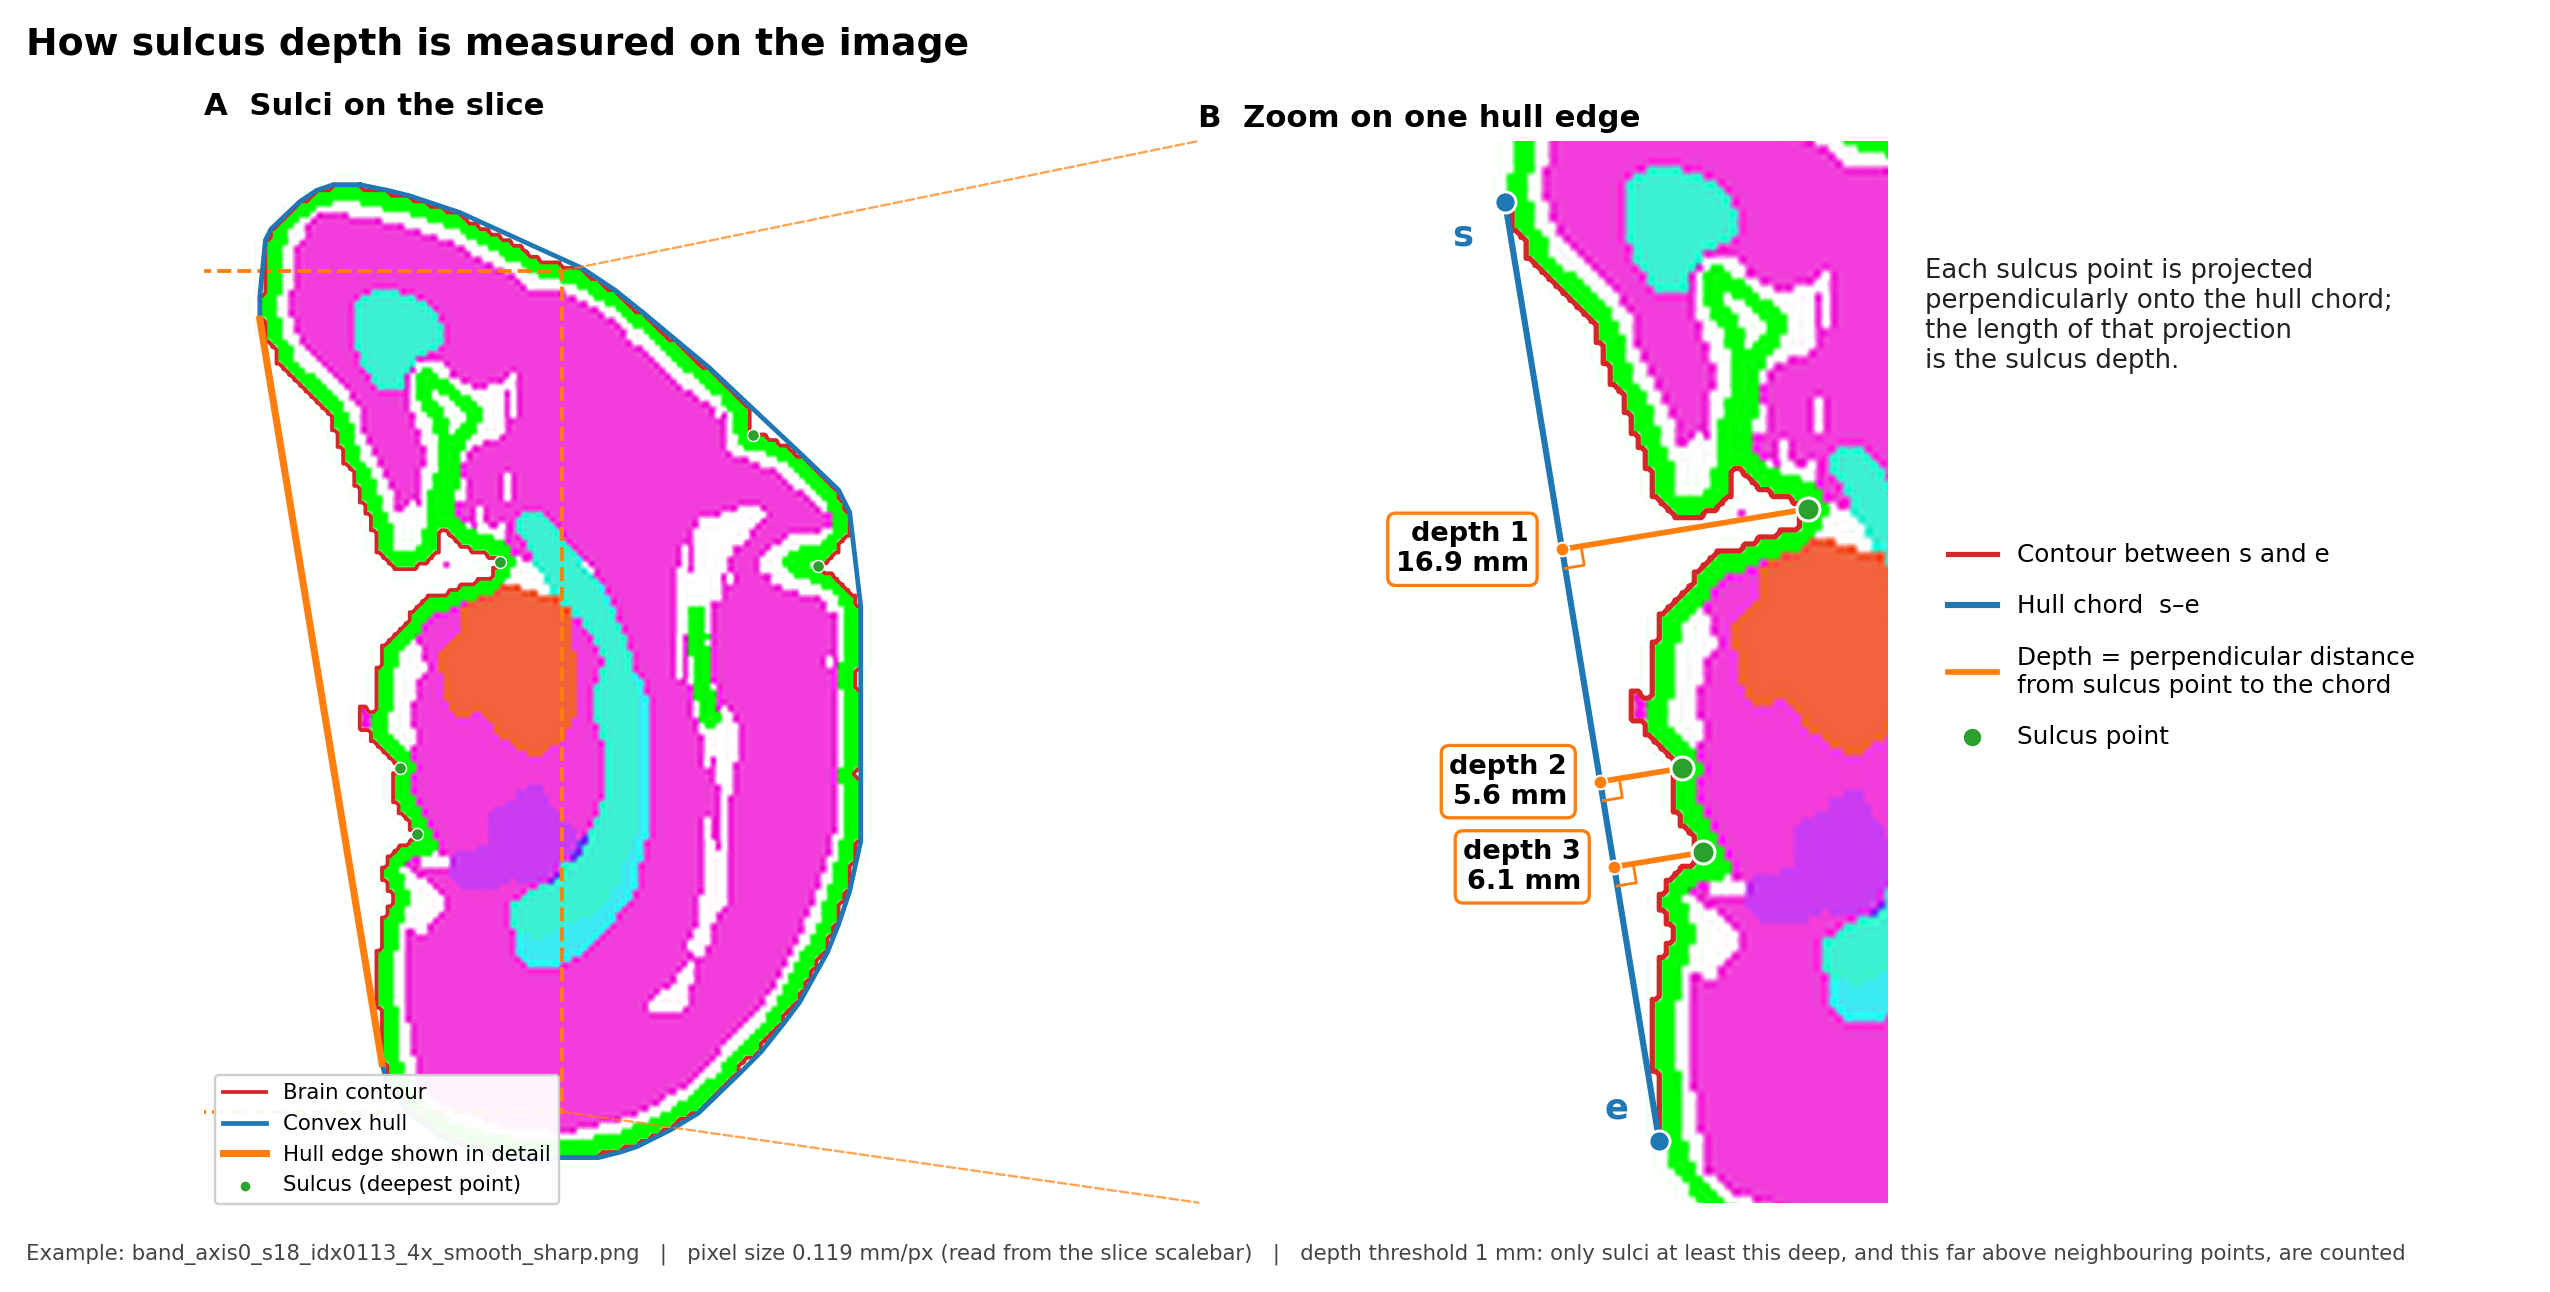 How sulcus depth is measured on the image
A  Sulci on the slice
B  Zoom on one hull edge
s
depth 1
16.9 mm
depth 2
5.6 mm
depth 3
6.1 mm
e
Each sulcus point is projected
perpendicularly onto the hull chord;
the length of that projection
is the sulcus depth.
Contour between s and e
Hull chord  s–e
Depth = perpendicular distance
from sulcus point to the chord
Sulcus point
Brain contour
Convex hull
Hull edge shown in detail
Sulcus (deepest point)
Example: band_axis0_s18_idx0113_4x_smooth_sharp.png   |   pixel size 0.119 mm/px (read from the slice scalebar)   |   depth threshold 1 mm: only sulci at least this deep, and this far above neighbouring points, are counted